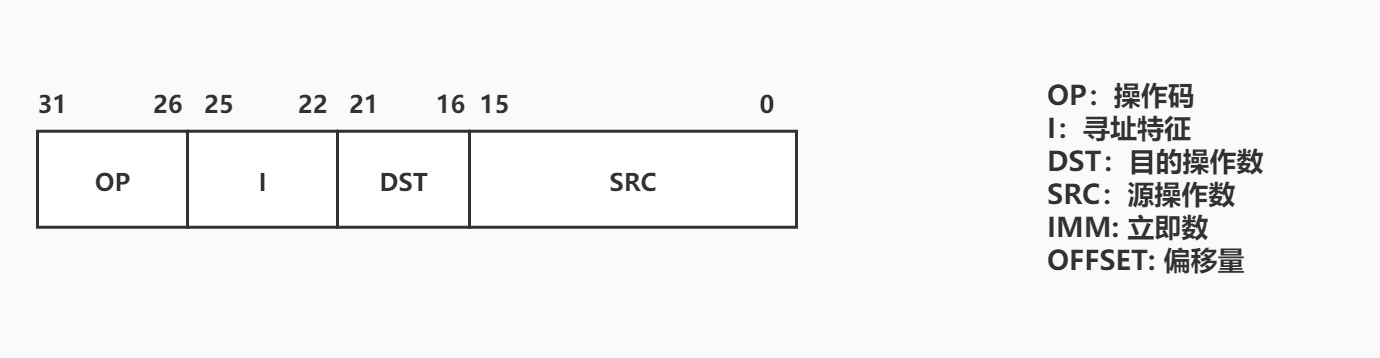 31 26 25 22 21 16 15 0
OP I DST SRC
OP：操作码
I：寻址特征
DST：目的操作数
SRC：源操作数
IMM: 立即数
OFFSET: 偏移量